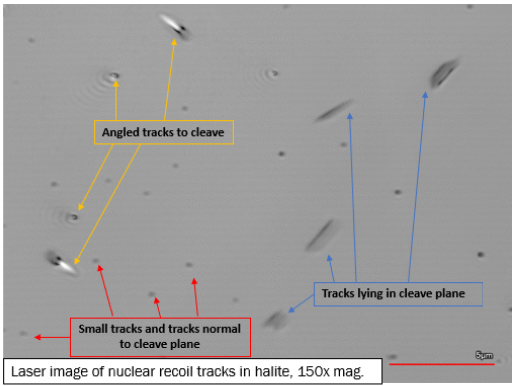 Angled tracks to cleave
Tracks lying in cleave plane
Small tracks and tracks normal
to cleave plane
5µm
Laser image of nuclear recoil tracks in halite, 150x mag.